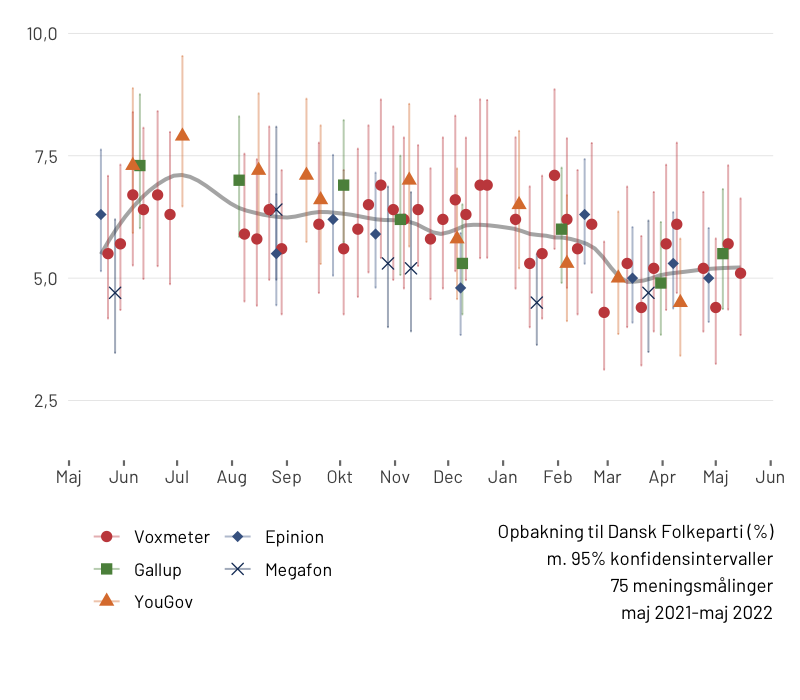 10,0
7,5
5,0
2,5
Maj Jun Jul Aug Sep Okt Nov Dec Jan Feb Mar Apr Maj Jun
Voxmeter Epinion
Gallup Megafon
YouGov
Opbakning til Dansk Folkeparti (%)
m. 95% konfidensintervaller
75 meningsmålinger
maj 2021-maj 2022